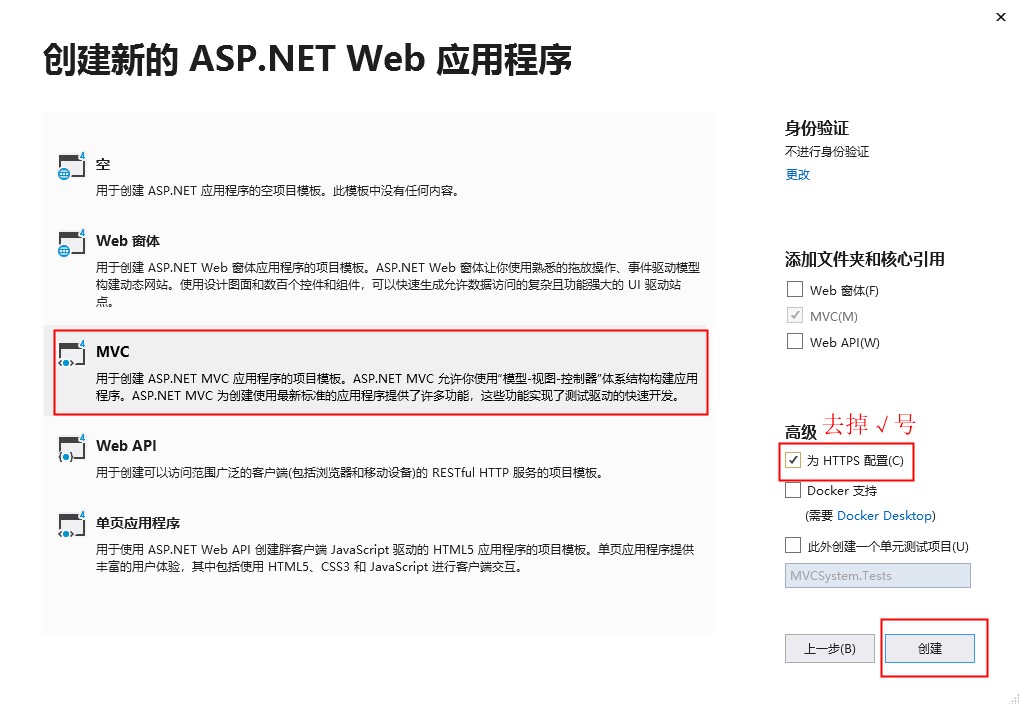 创建新的 ASP.NET Web 应用程序
空
用于创建 ASP.NET 应用程序的空项目模板。此模板中没有任何内容。
Web 窗体
用于创建 ASP.NET Web 窗体应用程序的项目模板。ASP.NET Web 窗体让你使用熟悉的拖放操作、事件驱动模型
构建动态网站。使用设计图面和数百个控件和组件，可以快速生成允许数据访问的复杂且功能强大的 UI 驱动站
点。
MVC
用于创建 ASP.NET MVC 应用程序的项目模板。ASP.NET MVC 允许你使用“模型-视图-控制器”体系结构构建应用
程序。ASP.NET MVC 为创建使用最新标准的应用程序提供了许多功能，这些功能实现了测试驱动的快速开发。
Web API
用于创建可以访问范围广泛的客户端(包括浏览器和移动设备)的 RESTful HTTP 服务的项目模板。
单页应用程序
用于使用 ASP.NET Web API 创建胖客户端 JavaScript 驱动的 HTML5 应用程序的项目模板。单页应用程序提供
丰富的用户体验，其中包括使用 HTML5、CSS3 和 JavaScript 进行客户端交互。
身份验证
不进行身份验证
更改
添加文件夹和核心引用
Web 窗体(F)
MVC(M)
Web API(W)
高级 去掉 √ 号
为 HTTPS 配置(C)
Docker 支持
(需要 Docker Desktop)
此外创建一个单元测试项目(U)
MVCSystem.Tests
上一步(B)
创建